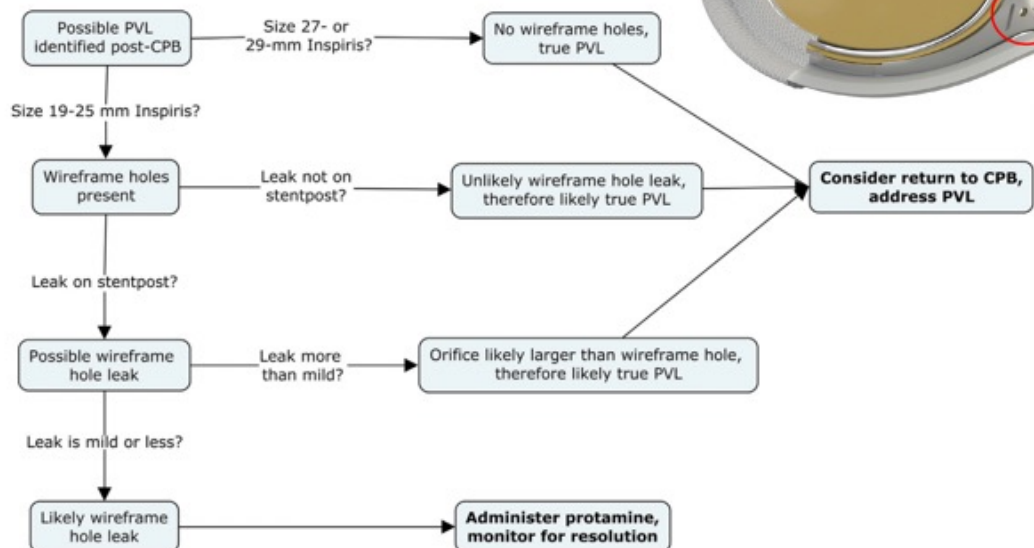 Possible PVL
identified post-CPB
Size 27- or
29-mm Inspiris?
No wireframe holes,
true PVL
Size 19-25 mm Inspiris?
Wireframe holes
present
Leak not on
stentpost?
Unlikely wireframe hole leak,
therefore likely true PVL
Consider return to CPB,
address PVL
Leak on stentpost?
Possible wireframe
hole leak
Leak more
than mild?
Orifice likely larger than wireframe hole,
therefore likely true PVL
Leak is mild or less?
Likely wireframe
hole leak
Administer protamine,
monitor for resolution